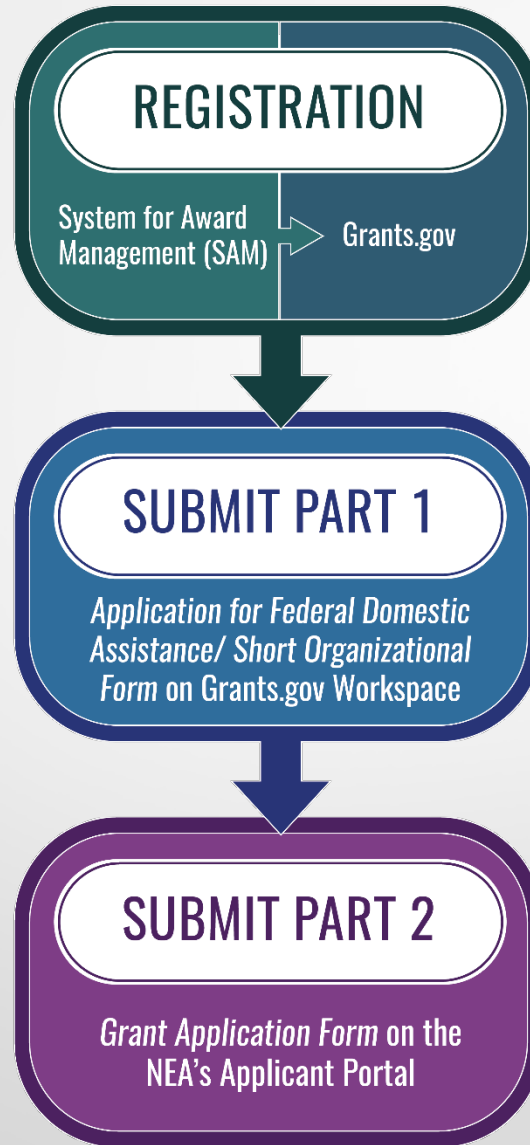 REGISTRATION
System for Award
Management (SAM)
Grants.gov
SUBMIT PART 1
Application for Federal Domestic
Assistance/ Short Organizational
Form on Grants.gov Workspace
SUBMIT PART 2
Grant Application Form on the
NEA's Applicant Portal